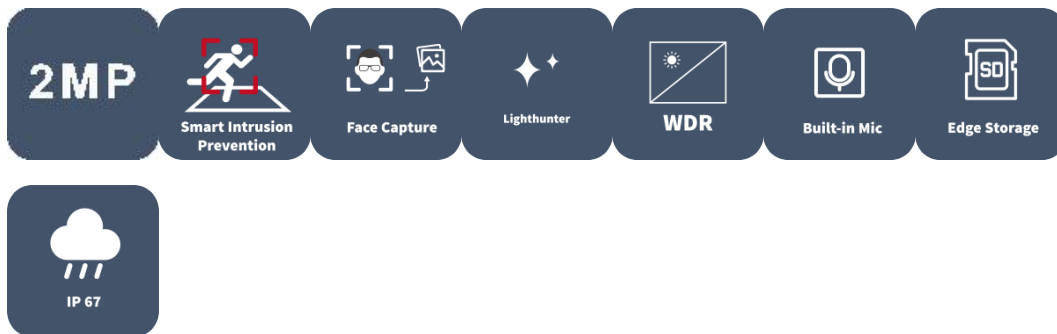 2MP
Smart Intrusion
Prevention
Face Capture
Lighthunter
WDR
Built-in Mic
SD
Edge Storage
IP 67